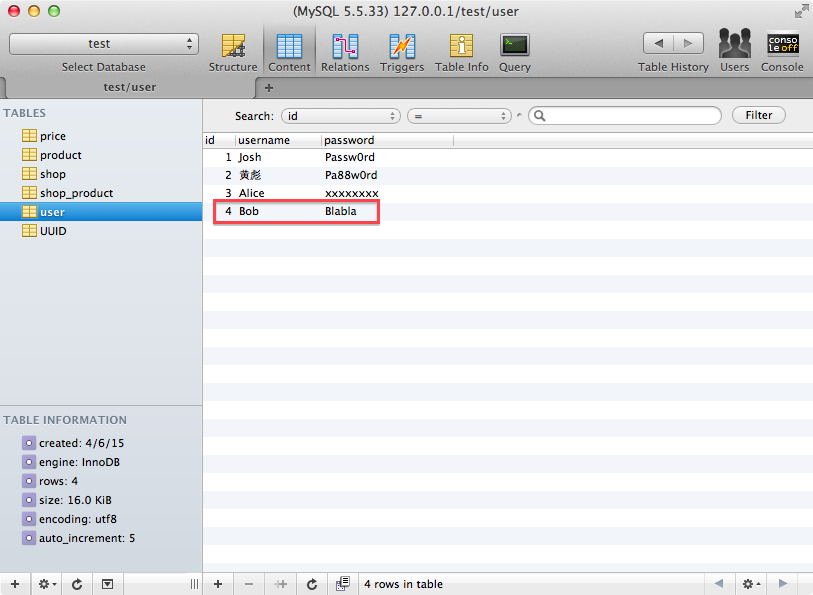 (MySQL 5.5.33) 127.0.0.1/test/user
test
Select Database
Structure
Content
Relations
Triggers
Table Info
Query
Table History
Users
conso
le off
Console
test/user
TABLES
price
product
shop
shop_product
user
UUID
Search: id = Filter
id username password
1 Josh Passw0rd
2 黄彪 Pa88w0rd
3 Alice xxxxxxxx
4 Bob Blabla
TABLE INFORMATION
created: 4/6/15
engine: InnoDB
rows: 4
size: 16.0 KiB
encoding: utf8
auto_increment: 5
4 rows in table